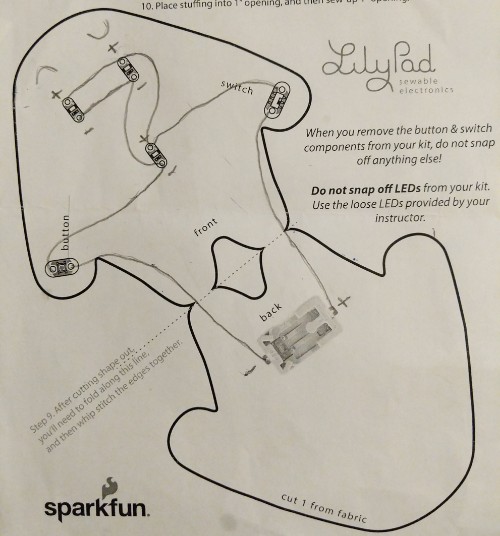 10. Place stuffing into 1" opening, and then sew up 1" opening.
LilyPad
sewable
electronics
switch
When you remove the button & switch
components from your kit, do not snap
off anything else!
Do not snap off LEDs from your kit.
Use the loose LEDs provided by your
instructor.
button
front
back
Step 9. After cutting shape out,
you'll need to fold along this line,
and then whip stitch the edges together.
cut 1 from fabric
sparkfun.